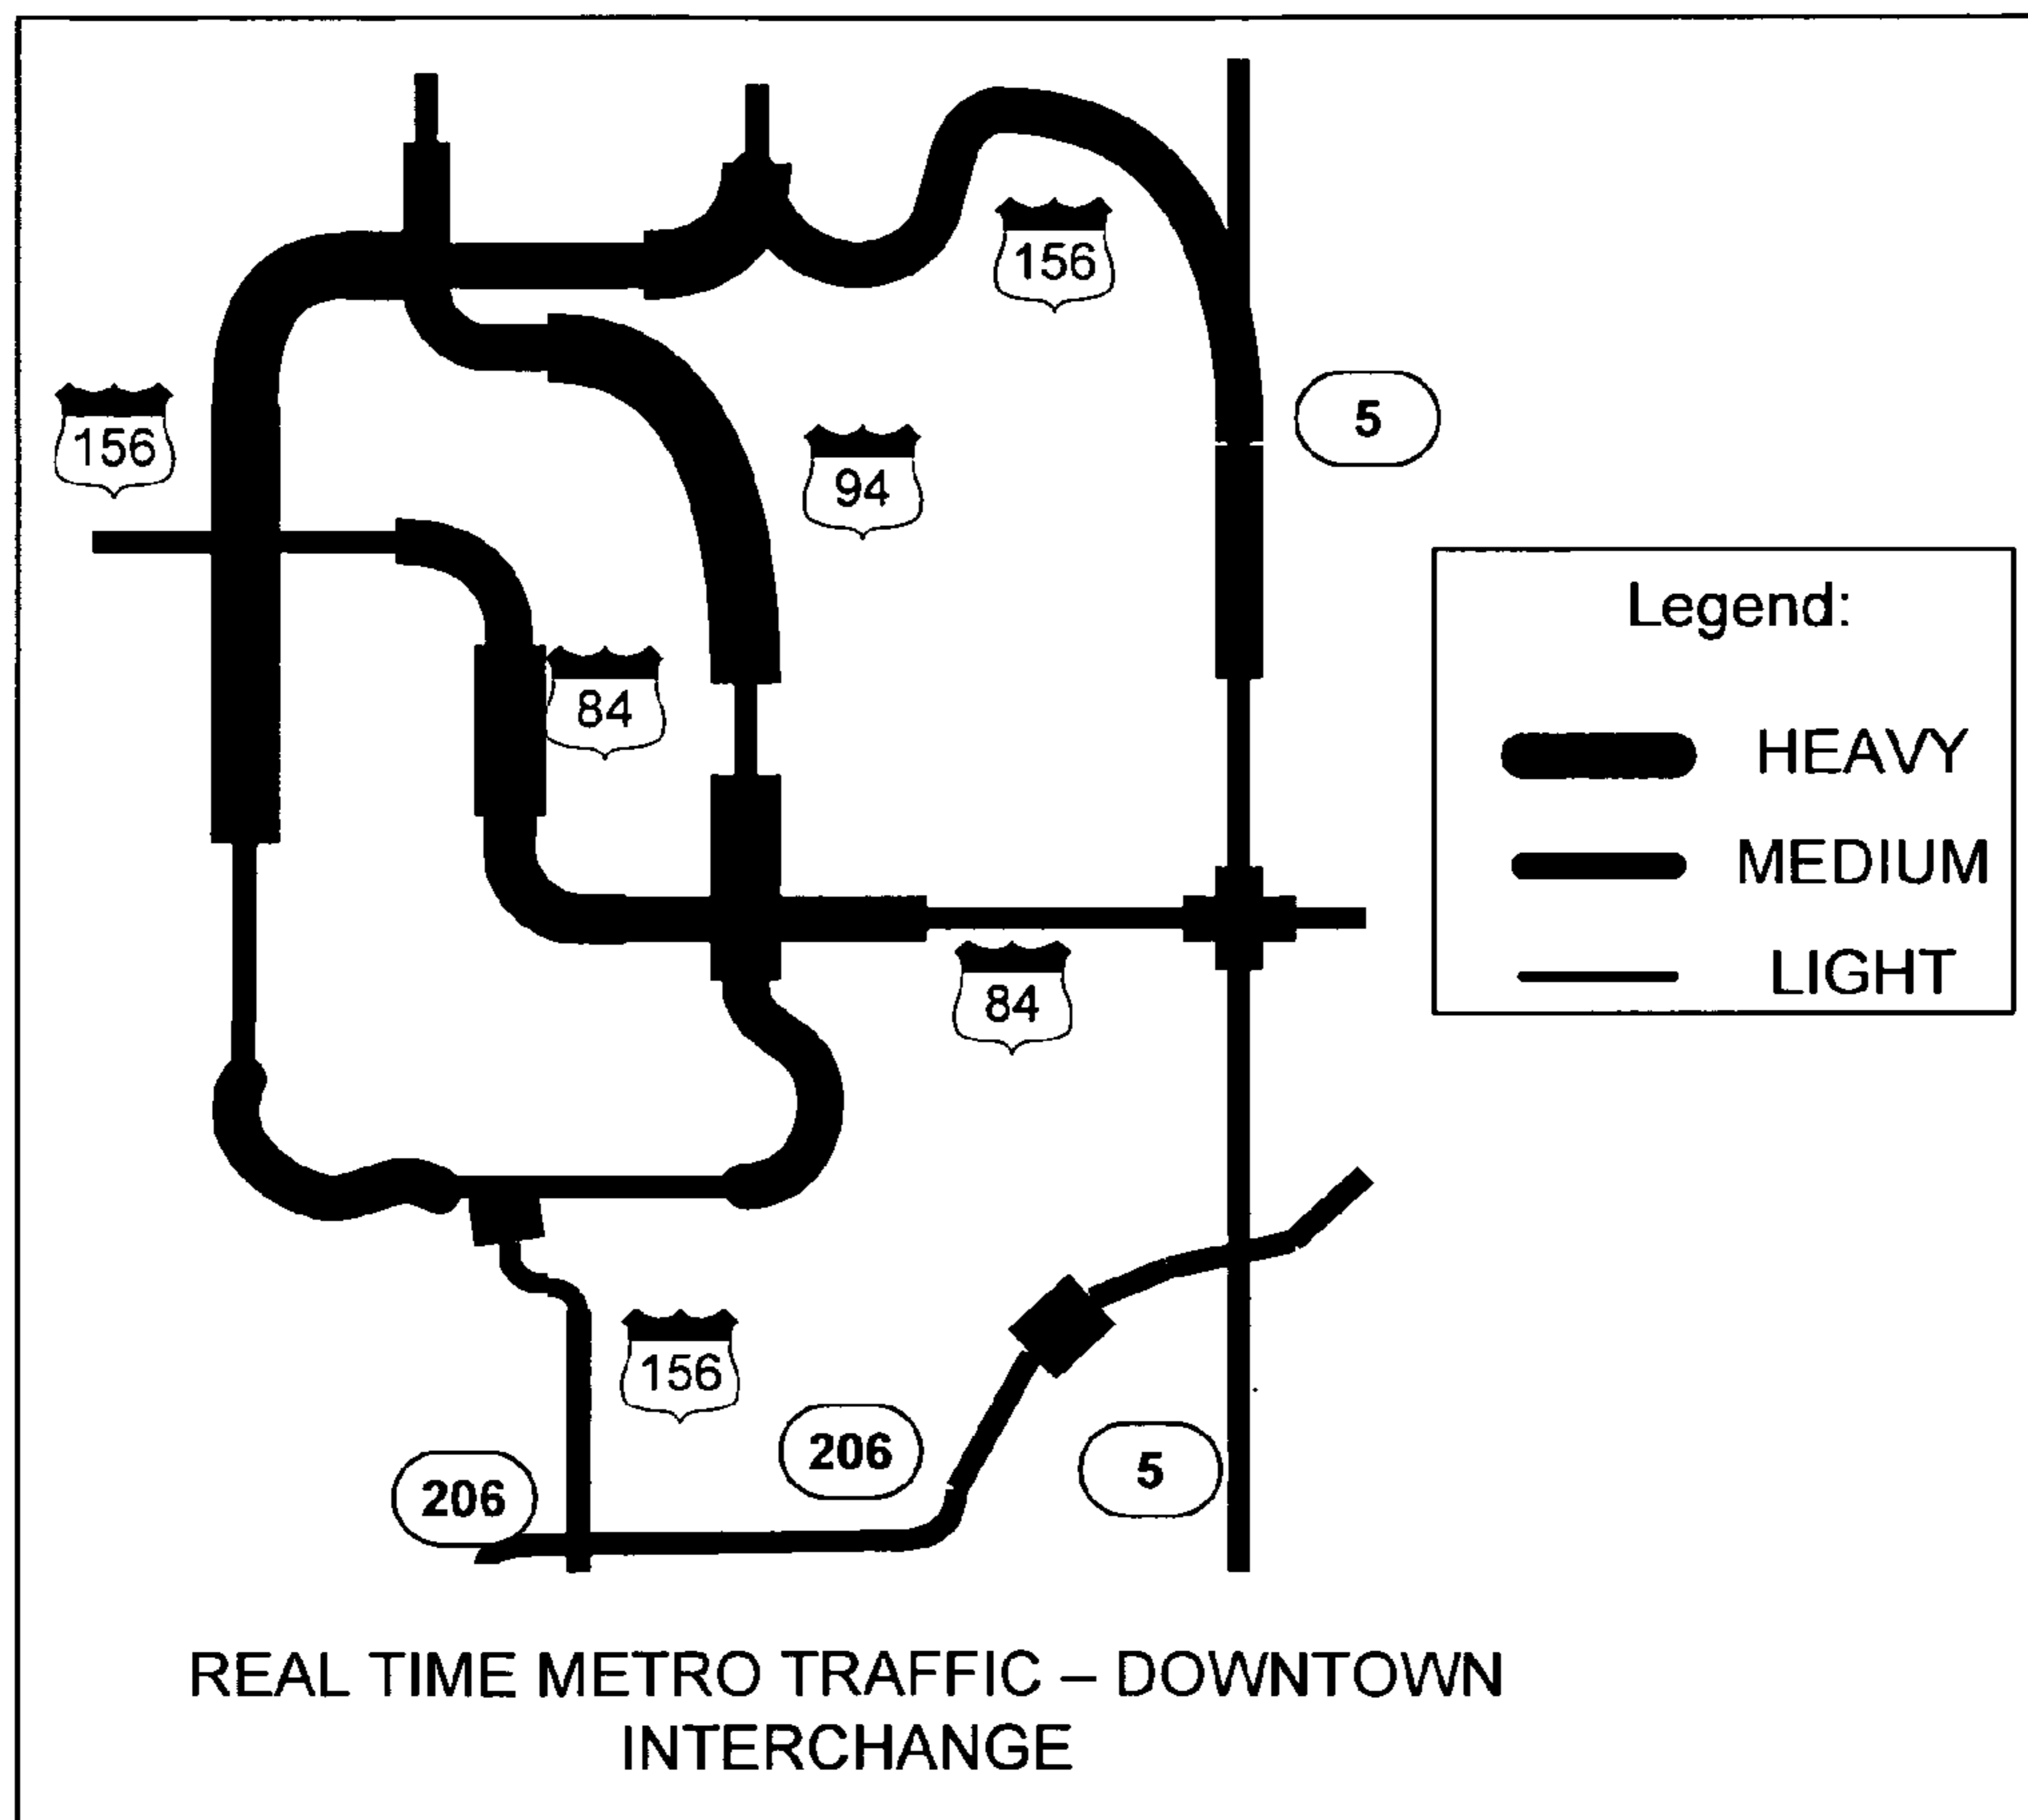 156
5
156
94
Legend:
84
HEAVY
MEDIUM
LIGHT
84
156
206
5
206
REAL TIME METRO TRAFFIC – DOWNTOWN
INTERCHANGE